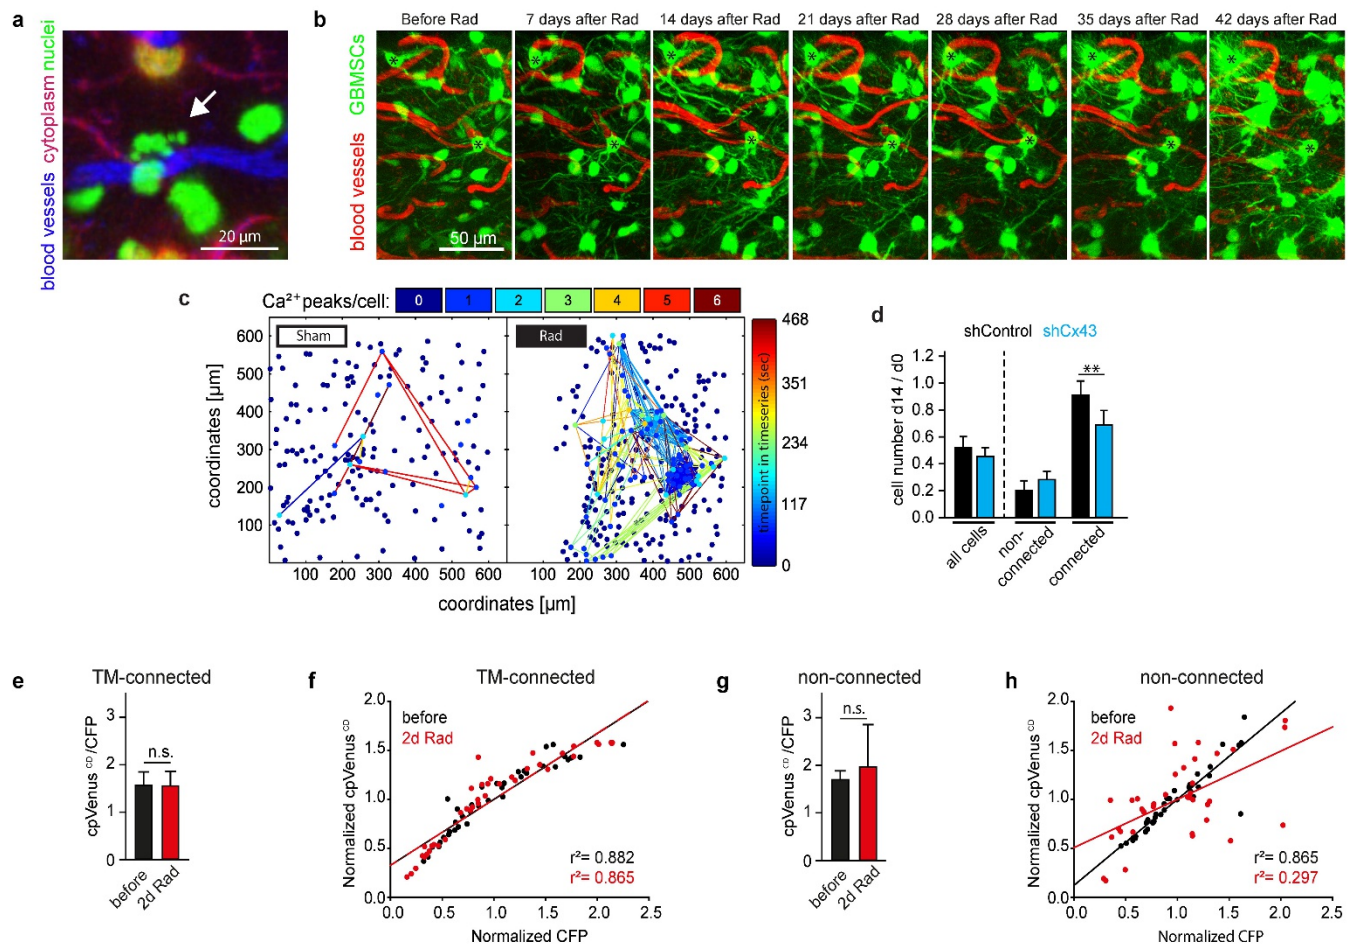 a
blood vessels cytoplasm nuclei
20 µm
b
Before Rad 7 days after Rad 14 days after Rad 21 days after Rad 28 days after Rad 35 days after Rad 42 days after Rad
blood vessels GBMSCs
* * * * * * * * * * * * * *
50 µm
c
Ca²⁺peaks/cell: 0 1 2 3 4 5 6
Sham Rad
coordinates [µm]
600
500
400
300
200
100
0 100 200 300 400 500 600 100 200 300 400 500 600
coordinates [µm]
468
351
234
117
0
timepoint in timeseries (sec)
d
shControl shCx43
cell number d14 / d0
1.2
1.0
0.8
0.6
0.4
0.2
0.0
**
all cells
non-
connected
connected
e
TM-connected
cpVenus CD/CFP
3
2
1
0
n.s.
before
2d Rad
f
TM-connected
Normalized cpVenus CD
2.0
1.5
1.0
0.5
0.0
before
2d Rad
r²= 0.882
r²= 0.865
0.0 0.5 1.0 1.5 2.0 2.5
Normalized CFP
g
non-connected
cpVenus CD/CFP
3
2
1
0
n.s.
before
2d Rad
h
non-connected
Normalized cpVenus CD
2.0
1.5
1.0
0.5
0.0
before
2d Rad
r²= 0.865
r²= 0.297
0.0 0.5 1.0 1.5 2.0 2.5
Normalized CFP